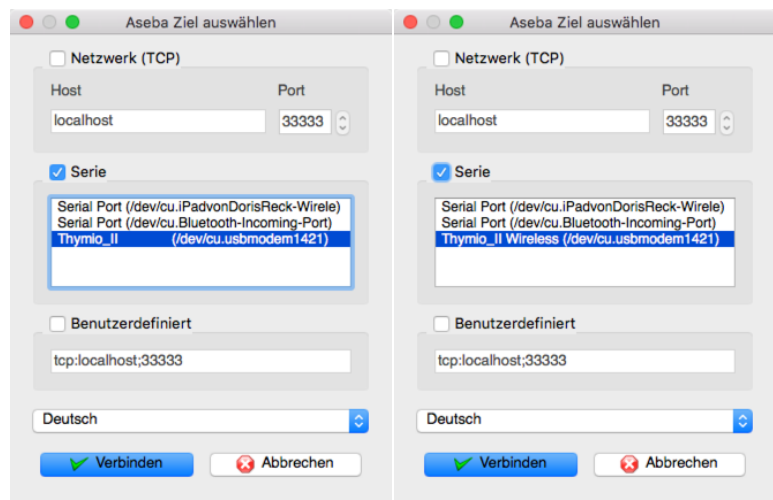 Aseba Ziel auswählen
Netzwerk (TCP)
Host Port
localhost 33333
Serie
Serial Port (/dev/cu.iPadvonDorisReck-Wirele)
Serial Port (/dev/cu.Bluetooth-Incoming-Port)
Thymio_II (/dev/cu.usbmodem1421)
Benutzerdefiniert
tcp:localhost;33333
Deutsch
Verbinden Abbrechen
Aseba Ziel auswählen
Netzwerk (TCP)
Host Port
localhost 33333
Serie
Serial Port (/dev/cu.iPadvonDorisReck-Wirele)
Serial Port (/dev/cu.Bluetooth-Incoming-Port)
Thymio_II Wireless (/dev/cu.usbmodem1421)
Benutzerdefiniert
tcp:localhost;33333
Deutsch
Verbinden Abbrechen